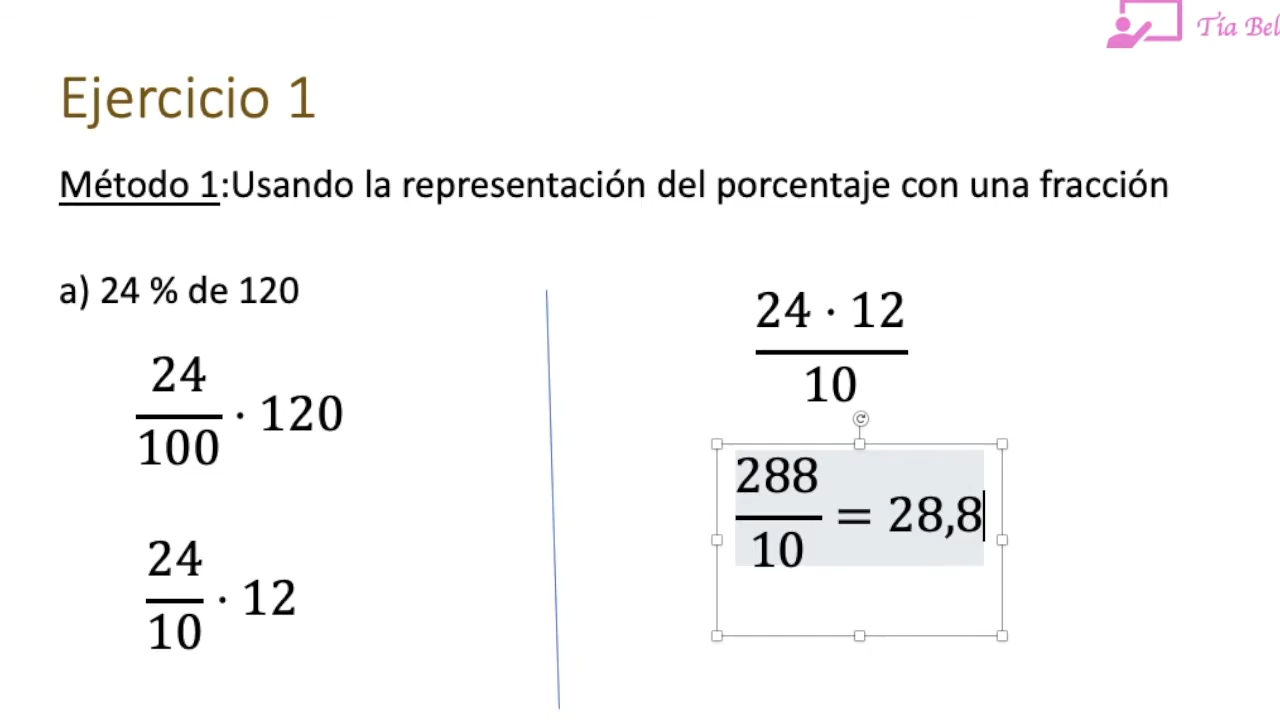 Tía Bel
Ejercicio 1
Método 1:Usando la representación del porcentaje con una fracción
a) 24 % de 120
24
100
· 120
24
10
· 12
24 · 12
10
288
10
= 28,8